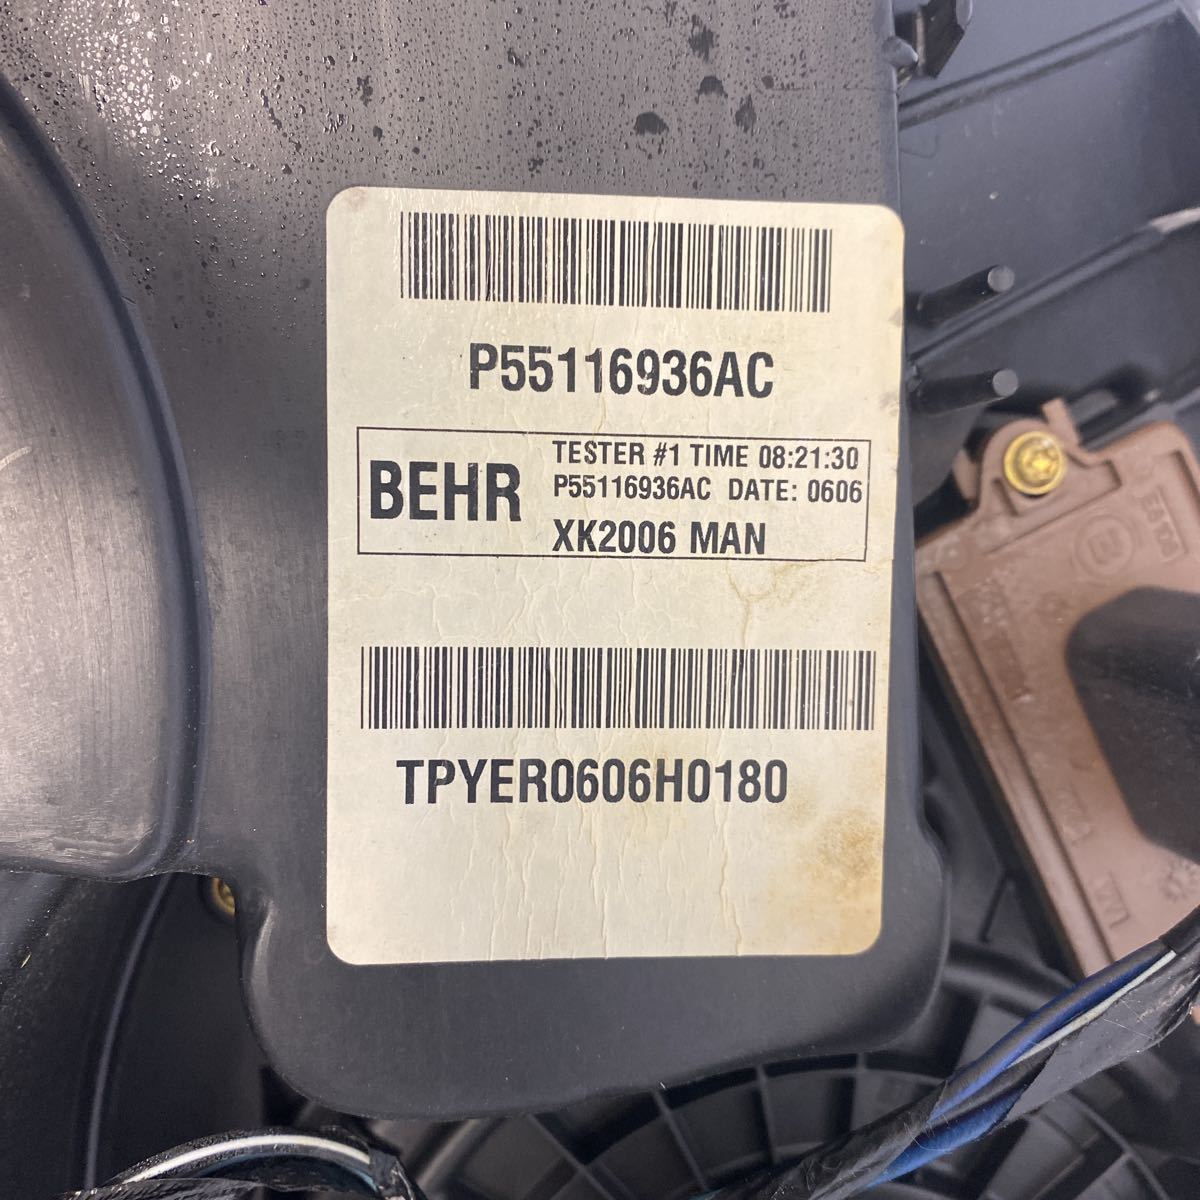 P55116936AC
BEHR
TESTER #1 TIME 08:21:30
P55116936AC DATE: 0606
XK2006 MAN
TPYER0606H0180